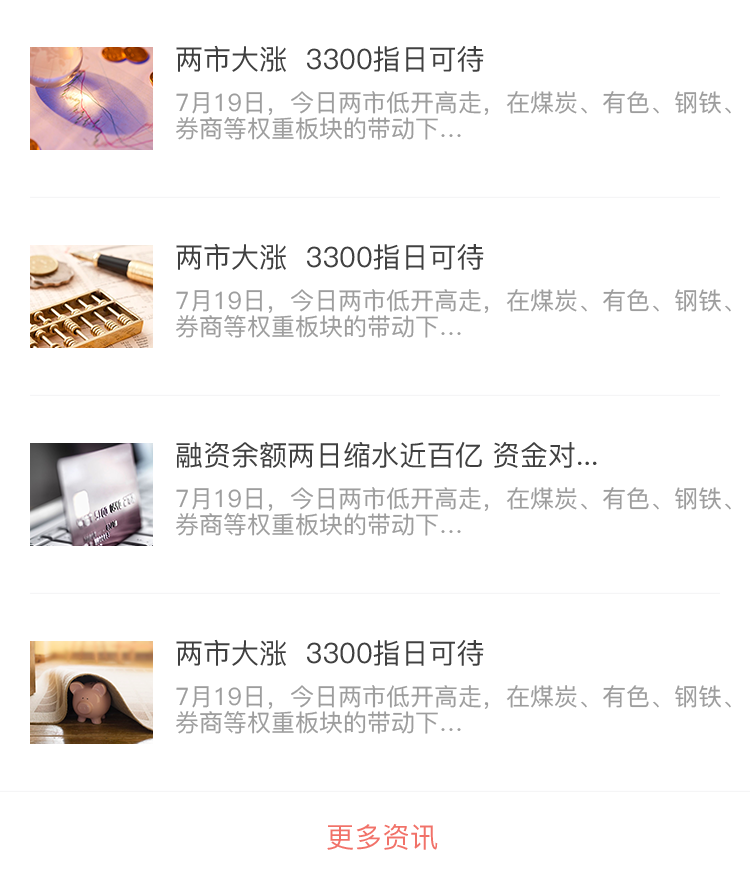 两市大涨 3300指日可待
7月19日，今日两市低开高走，在煤炭、有色、钢铁、
券商等权重板块的带动下...
两市大涨 3300指日可待
7月19日，今日两市低开高走，在煤炭、有色、钢铁、
券商等权重板块的带动下...
融资余额两日缩水近百亿 资金对...
7月19日，今日两市低开高走，在煤炭、有色、钢铁、
券商等权重板块的带动下...
两市大涨 3300指日可待
7月19日，今日两市低开高走，在煤炭、有色、钢铁、
券商等权重板块的带动下...
更多资讯